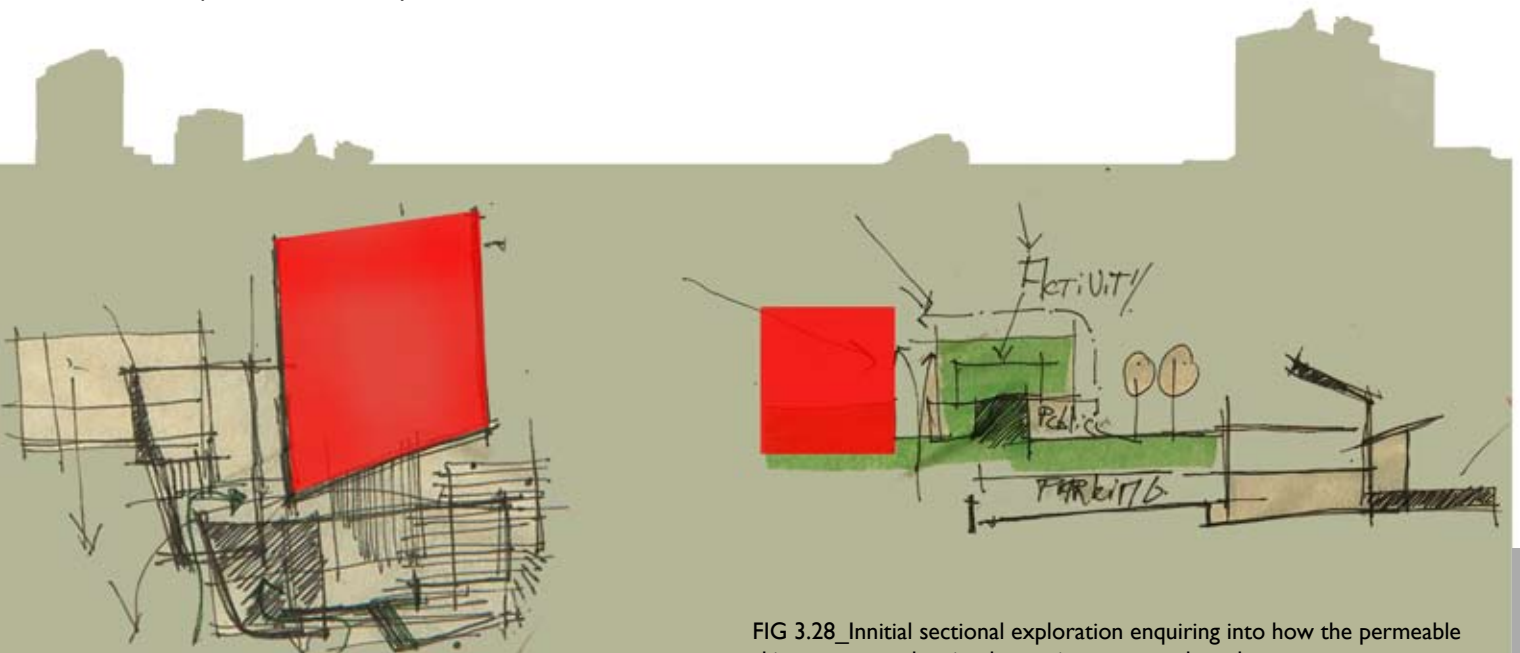 ACTiViTY
Public
PARKING
FIG 3.28_Innitial sectional exploration enquiring into how the permeable